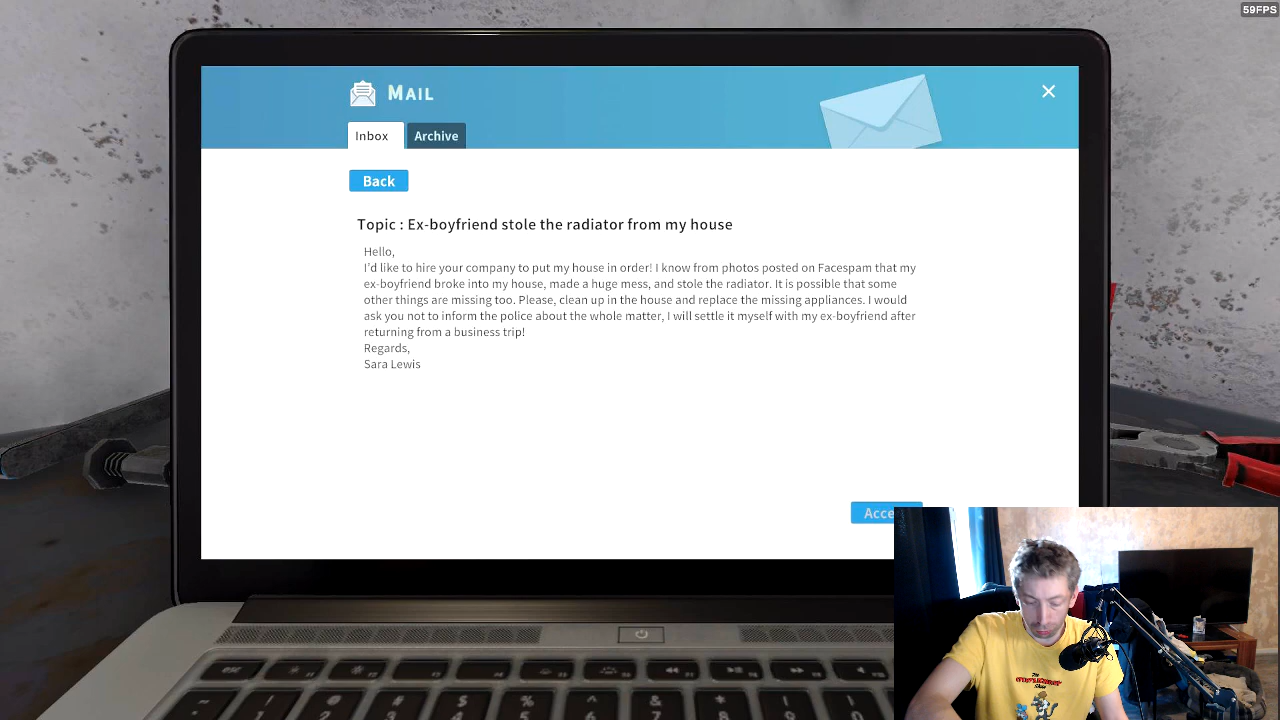 59FPS
MAIL
Inbox
Archive
Back
Topic : Ex-boyfriend stole the radiator from my house
Hello,
I'd like to hire your company to put my house in order! I know from photos posted on Facespam that my
ex-boyfriend broke into my house, made a huge mess, and stole the radiator. It is possible that some
other things are missing too. Please, clean up in the house and replace the missing appliances. I would
ask you not to inform the police about the whole matter, I will settle it myself with my ex-boyfriend after
returning from a business trip!
Regards,
Sara Lewis
Acce
esc